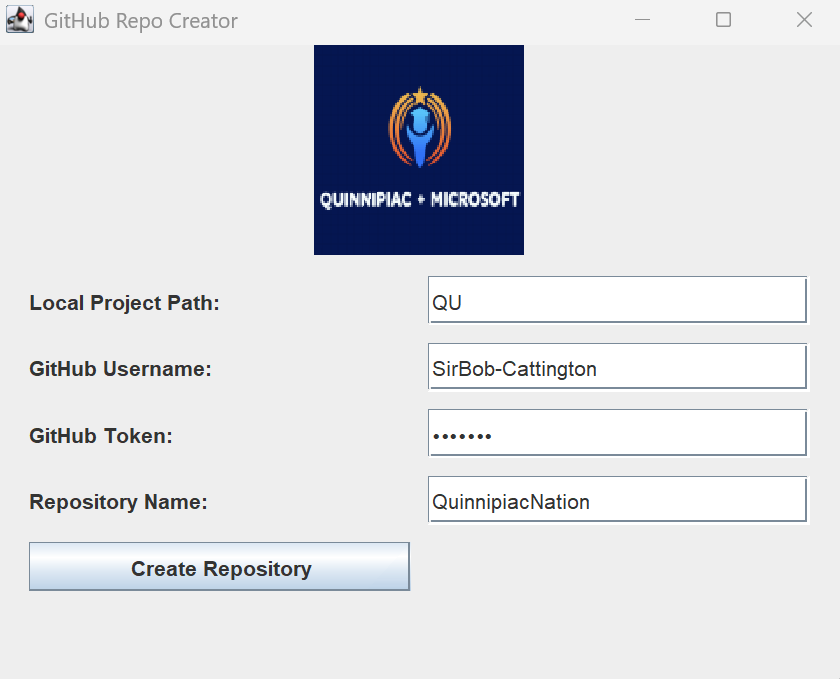 GitHub Repo Creator
QUINNIPIAC + MICROSOFT
Local Project Path: QU
GitHub Username: SirBob-Cattington
GitHub Token: •••••••
Repository Name: QuinnipiacNation
Create Repository